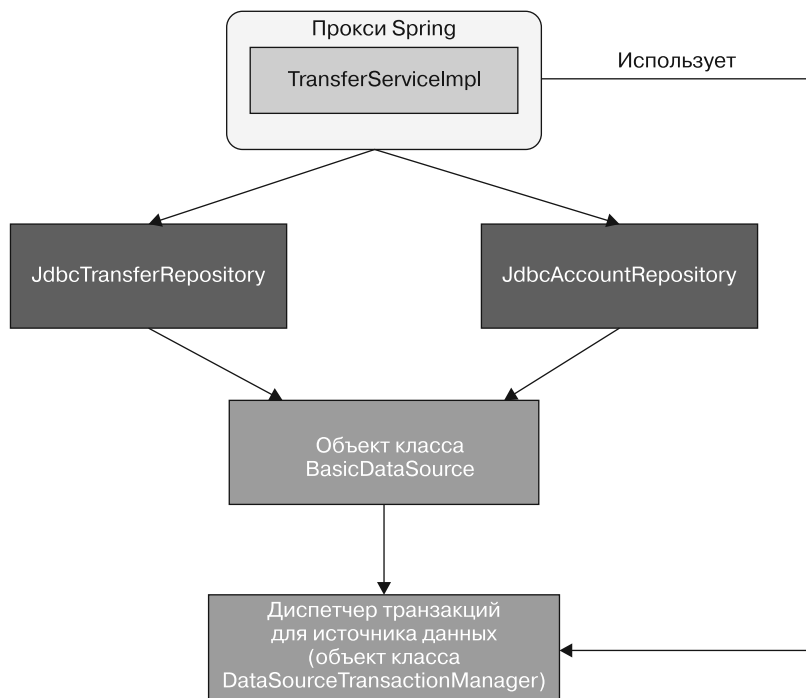 Прокси Spring
TransferServiceImpl
Использует
JdbcTransferRepository
JdbcAccountRepository
Объект класса
BasicDataSource
Диспетчер транзакций
для источника данных
(объект класса
DataSourceTransactionManager)